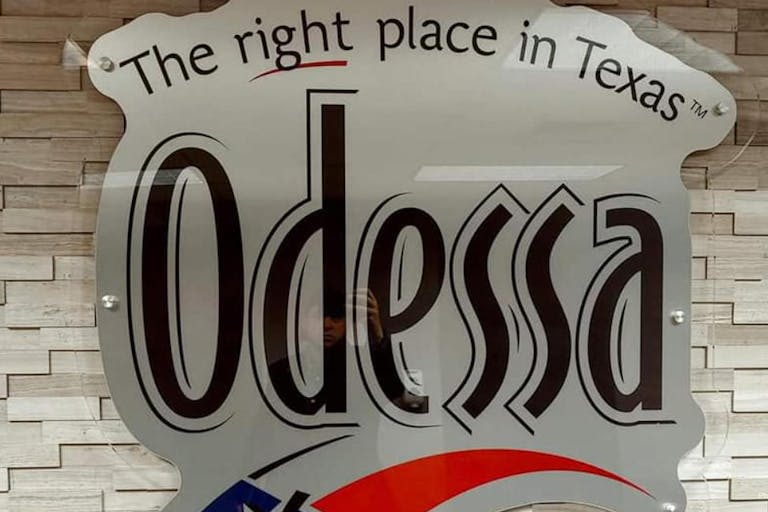 The right place in Texas™
Odessa